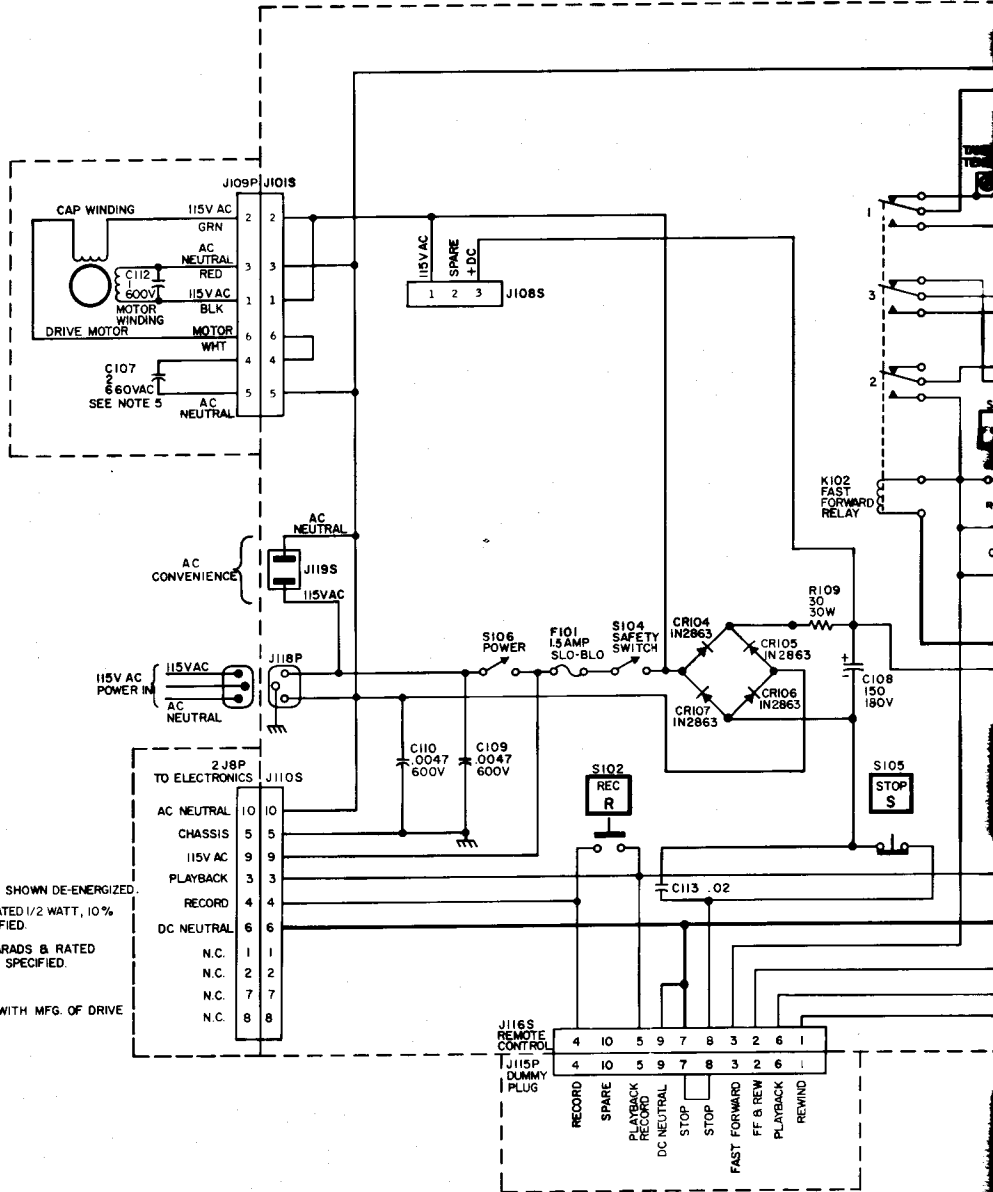 J109P J101S
CAP WINDING
115V AC
GRN
2 2
AC
NEUTRAL
RED
3 3
C112
1
600V
115VAC
BLK
1 1
MOTOR
WINDING
DRIVE MOTOR
MOTOR
WHT
6 6
4 4
C107
2
660VAC
SEE NOTE 5
AC
NEUTRAL
5 5
115VAC
SPARE
+DC
1 2 3
J108S
1
3
2
K102
FAST
FORWARD
RELAY
AC
NEUTRAL
AC
CONVENIENCE
J119S
115VAC
115V AC
POWER IN
115VAC
AC
NEUTRAL
J118P
S106
POWER
F101
1.5AMP
SLO-BLO
S104
SAFETY
SWITCH
CR104
IN2863
CR105
IN2863
CR106
IN2863
CR107
IN2863
R109
30
30W
+
C108
150
180V
C110
.0047
600V
C109
.0047
600V
2J8P
TO ELECTRONICS
J110S
AC NEUTRAL 10 10
CHASSIS 5 5
115V AC 9 9
PLAYBACK 3 3
RECORD 4 4
DC NEUTRAL 6 6
N.C. 1 1
N.C. 2 2
N.C. 7 7
N.C. 8 8
SHOWN DE-ENERGIZED.
ATED 1/2 WATT, 10%
FIED.
ARADS & RATED
SPECIFIED.
WITH MFG. OF DRIVE
S102
REC
R
S105
STOP
S
C113 .02
J116S
REMOTE
CONTROL
4 10 5 9 7 8 3 2 6 1
J115P
DUMMY
PLUG
4 10 5 9 7 8 3 2 6 1
RECORD
SPARE
PLAYBACK
RECORD
DC NEUTRAL
STOP
STOP
FAST FORWARD
FF & REW
PLAYBACK
REWIND